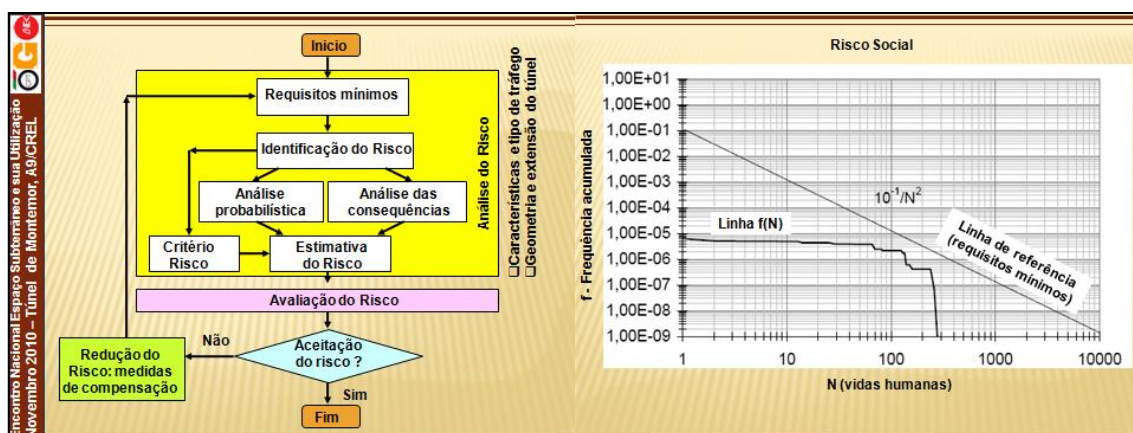 Encontro Nacional Espaço Subterrâneo e sua Utilização
Novembro 2010 – Túnel de Montemor, A9/CREL
Inicio
Requisitos mínimos
Identificação do Risco
Análise
probabilística
Análise das
consequências
Critério
Risco
Estimativa
do Risco
Análise do Risco
Características e tipo de tráfego
Geometria e extensão do túnel
Avaliação do Risco
Não
Aceitação
do risco ?
Redução do
Risco: medidas
de compensação
Sim
Fim
Risco Social
f - Frequência acumulada
1,00E+01
1,00E+00
1,00E-01
1,00E-02
1,00E-03
1,00E-04
1,00E-05
1,00E-06
1,00E-07
1,00E-08
1,00E-09
10⁻¹/N²
Linha f(N)
Linha de referência
(requisitos mínimos)
1
10
100
1000
10000
N (vidas humanas)